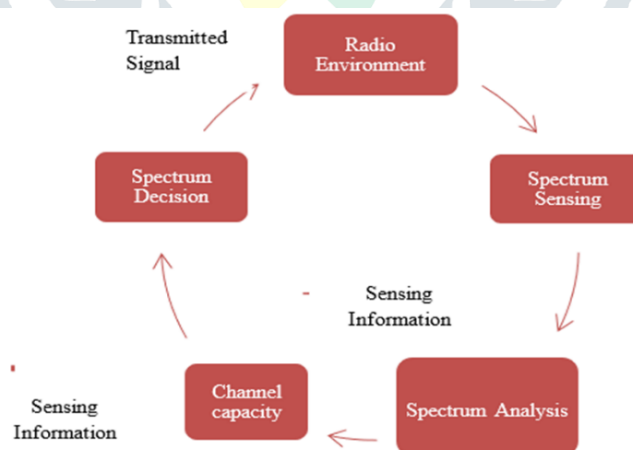 Transmitted
Signal
Radio
Environment
Spectrum
Sensing
Spectrum
Decision
Sensing
Information
Spectrum Analysis
Channel
capacity
Sensing
Information